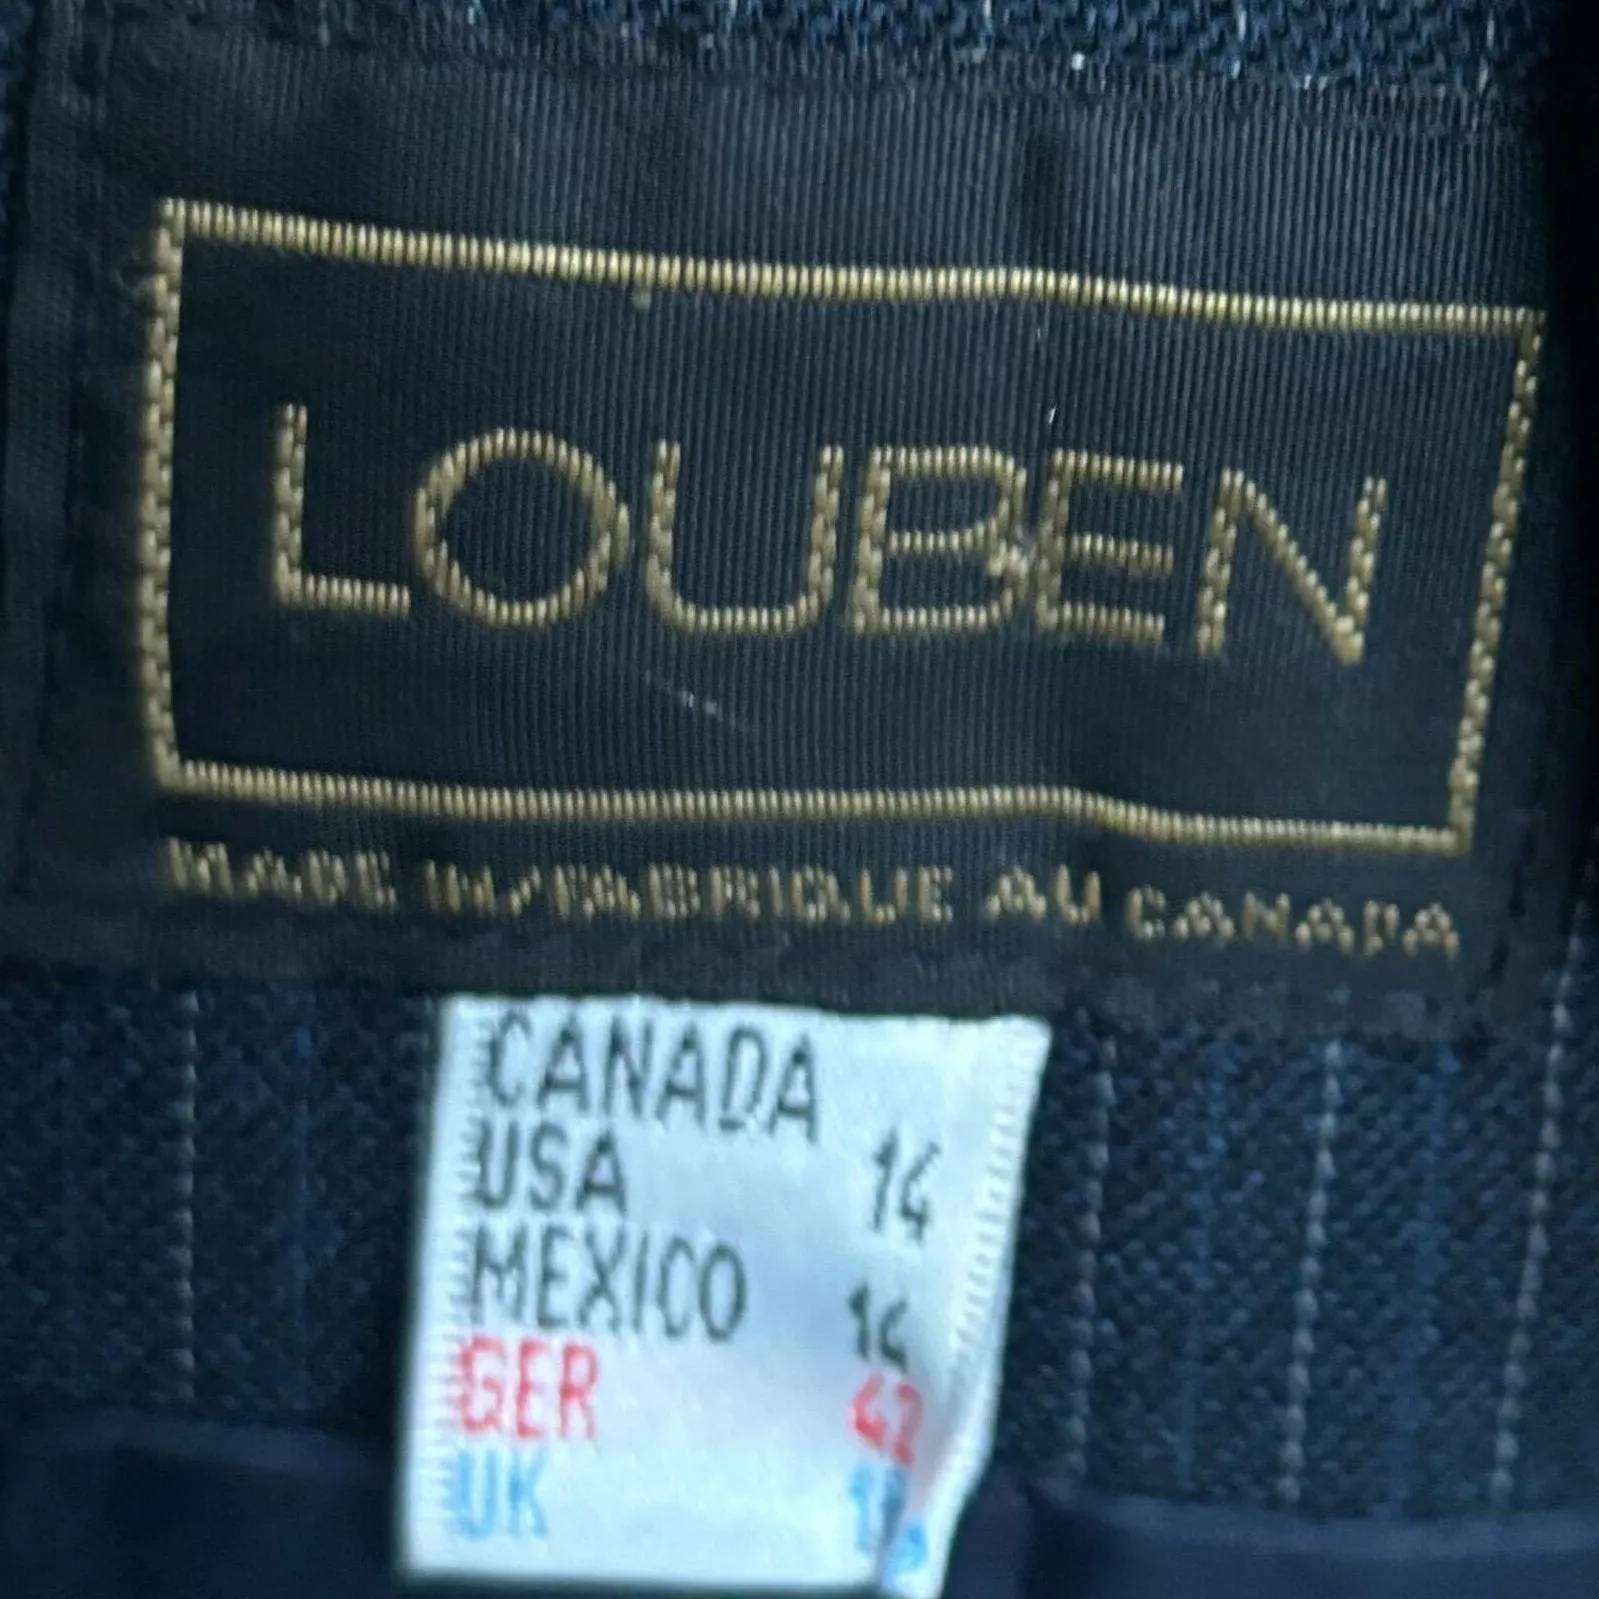 LOUBEN
MADE IN/FABRIQUE AU CANADA
CANADA
USA 14
MEXICO 14
GER 42
UK